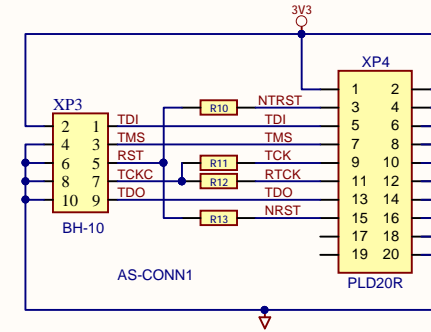 3V3
XP4
XP3
R10 NTRST 1 2
3 4
2 1 TDI TDI 5 6
4 3 TMS TMS 7 8
6 5 RST R11 TCK 9 10
8 7 TCKC R12 RTCK 11 12
10 9 TDO TDO 13 14
BH-10 R13 NRST 15 16
17 18
AS-CONN1 19 20
PLD20R